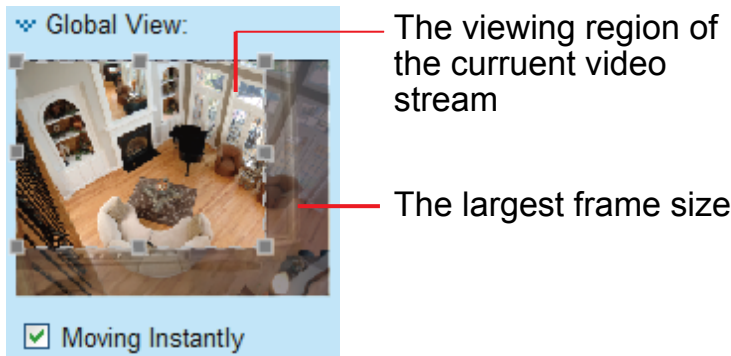 Global View:
The viewing region of
the curruent video
stream
The largest frame size
Moving Instantly